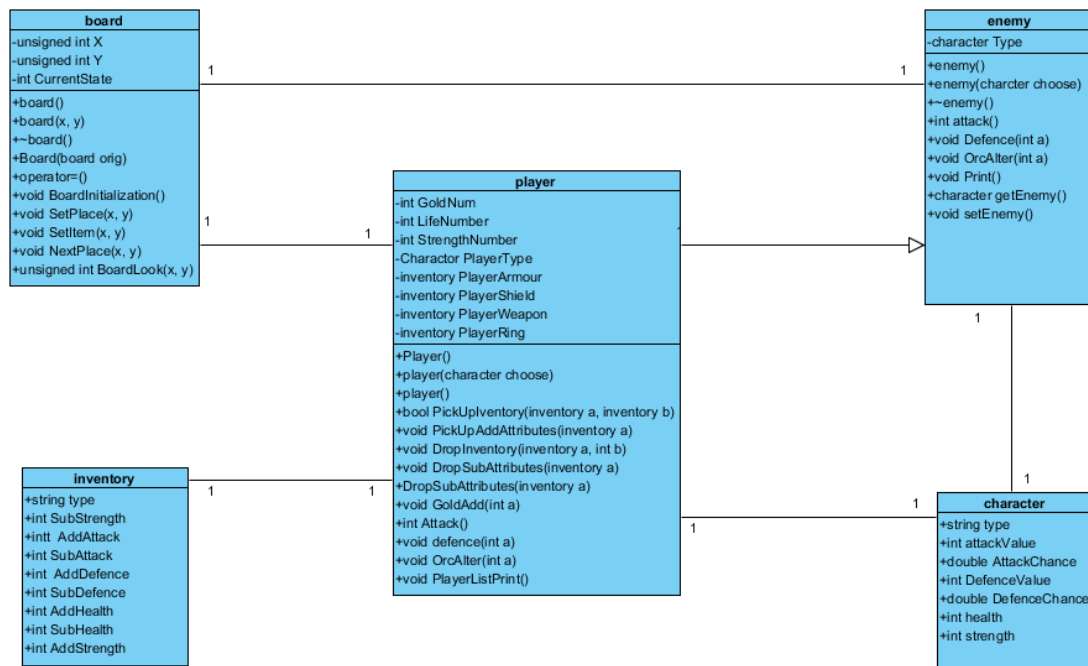 board
-unsigned int X
-unsigned int Y
-int CurrentState
+board()
+board(x, y)
+~board()
+Board(board orig)
+operator=()
+void BoardInitialization()
+void SetPlace(x, y)
+void SetItem(x, y)
+void NextPlace(x, y)
+unsigned int BoardLook(x, y)
1
1
enemy
-character Type
+enemy()
+enemy(charcter choose)
+~enemy()
+int attack()
+void Defence(int a)
+void OrcAlter(int a)
+void Print()
+character getEnemy()
+void setEnemy()
1
1
player
-int GoldNum
-int LifeNumber
-int StrengthNumber
-Charactor PlayerType
-inventory PlayerArmour
-inventory PlayerShield
-inventory PlayerWeapon
-inventory PlayerRing
+Player()
+player(character choose)
+player()
+bool PickUpIventory(inventory a, inventory b)
+void PickUpAddAttributes(inventory a)
+void DropInventory(inventory a, int b)
+void DropSubAttributes(inventory a)
+DropSubAttributes(inventory a)
+void GoldAdd(int a)
+int Attack()
+void defence(int a)
+void OrcAlter(int a)
+void PlayerListPrint()
1
1
inventory
+string type
+int SubStrength
+intt AddAttack
+int SubAttack
+int AddDefence
+int SubDefence
+int AddHealth
+int SubHealth
+int AddStrength
1
1
1
1
character
+string type
+int attackValue
+double AttackChance
+int DefenceValue
+double DefenceChance
+int health
+int strength